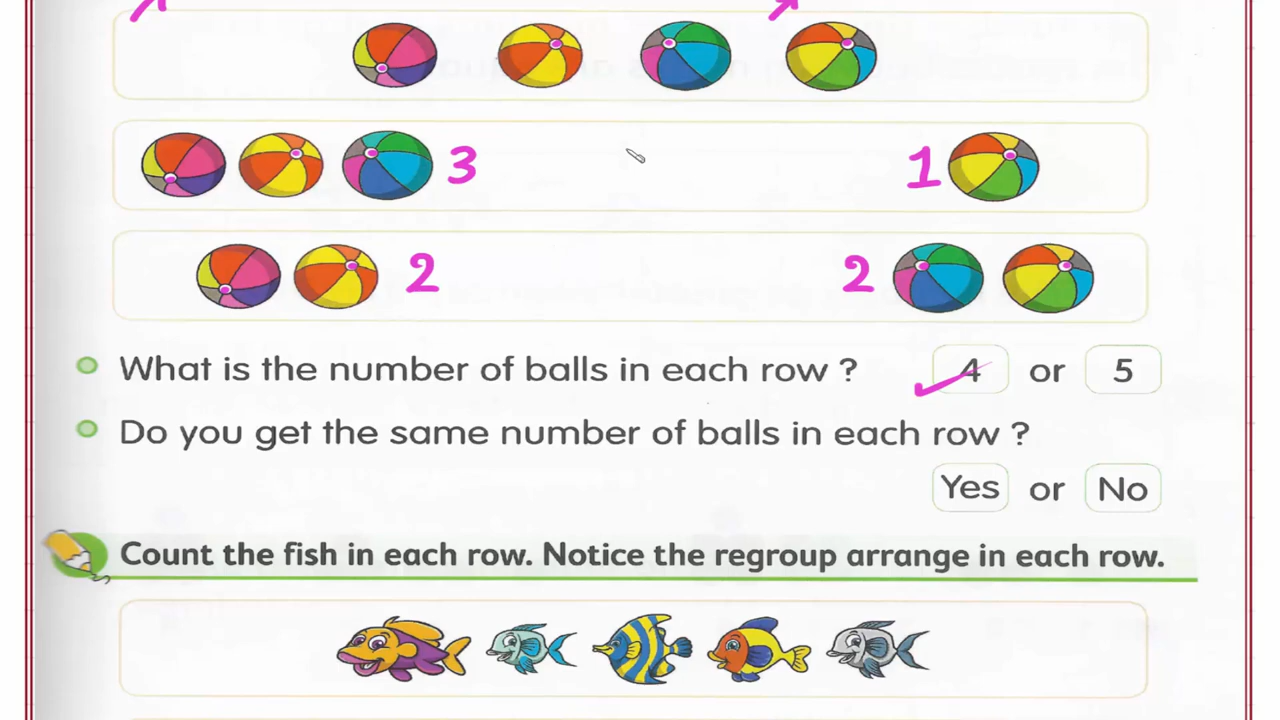 3 1
2 2
What is the number of balls in each row ? 4 or 5
Do you get the same number of balls in each row ?
Yes or No
Count the fish in each row. Notice the regroup arrange in each row.